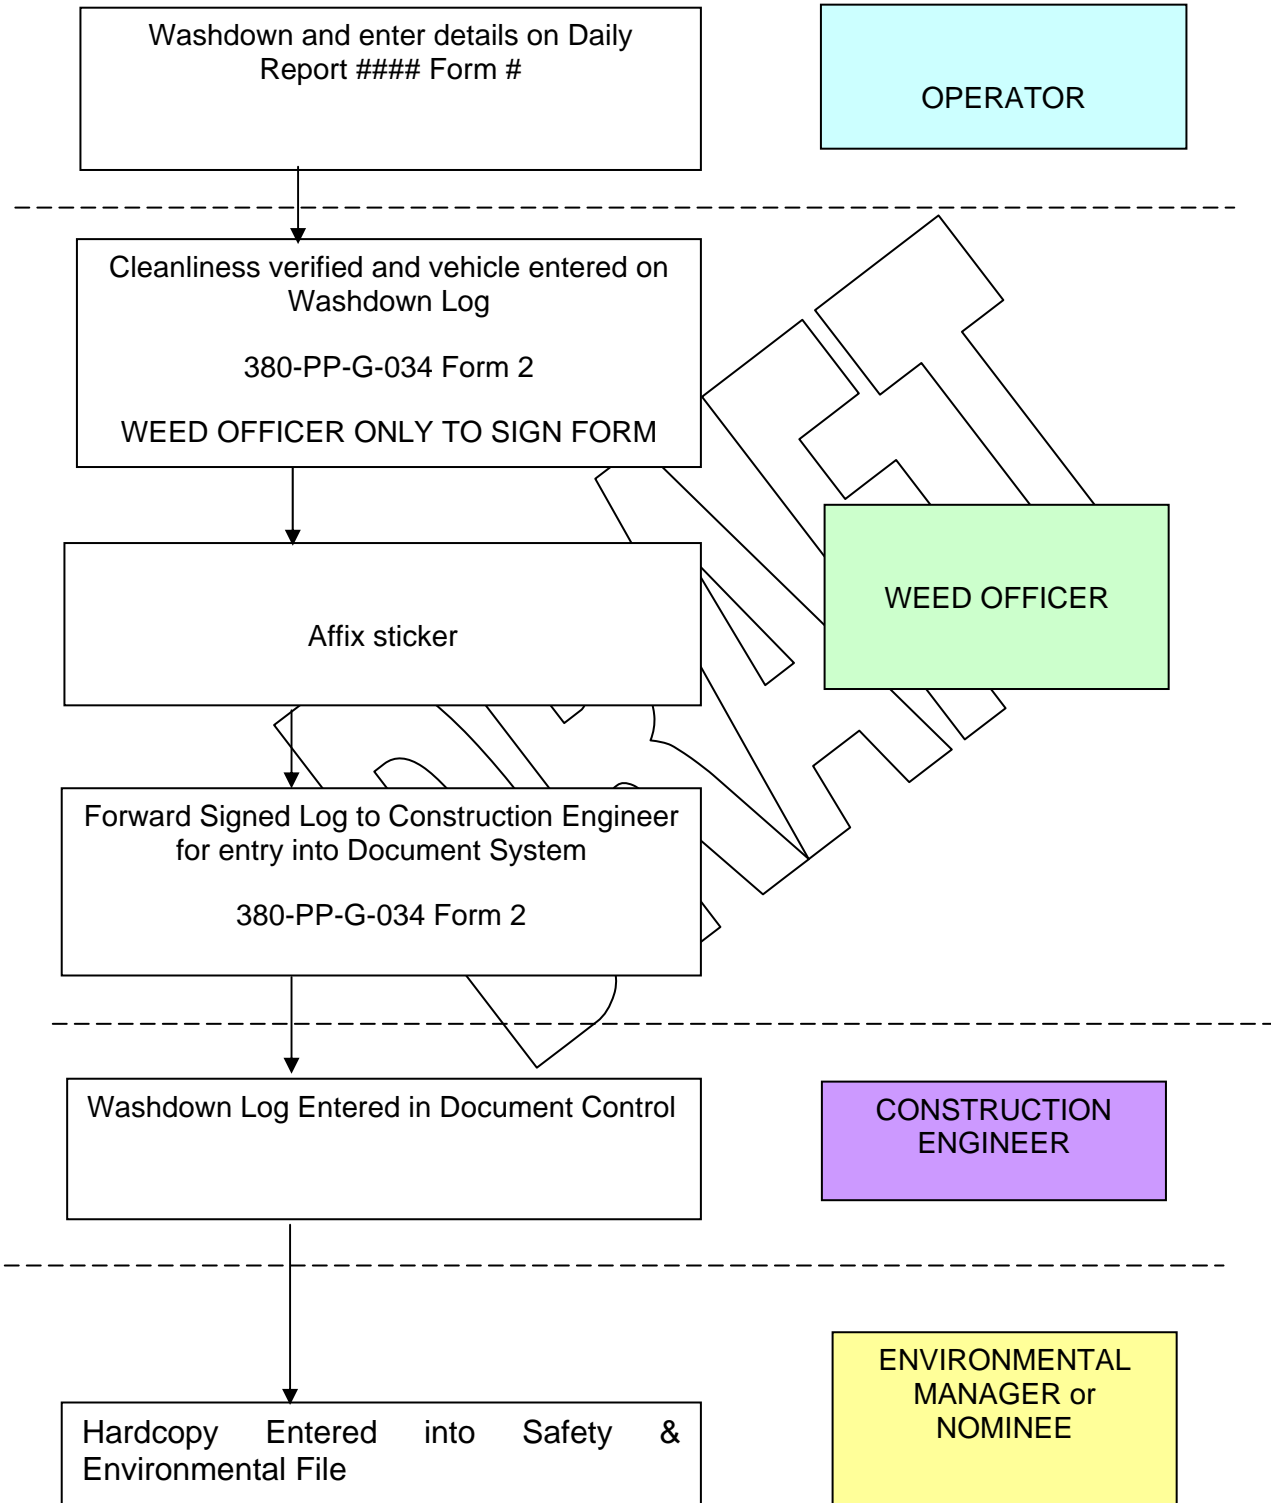 Washdown and enter details on Daily
Report #### Form #
OPERATOR
Cleanliness verified and vehicle entered on
Washdown Log
380-PP-G-034 Form 2
WEED OFFICER ONLY TO SIGN FORM
WEED OFFICER
Affix sticker
Forward Signed Log to Construction Engineer
for entry into Document System
380-PP-G-034 Form 2
Washdown Log Entered in Document Control
CONSTRUCTION
ENGINEER
ENVIRONMENTAL
MANAGER or
NOMINEE
Hardcopy Entered into Safety &
Environmental File